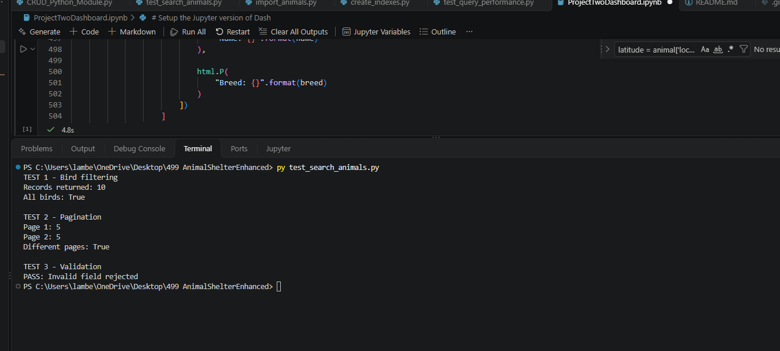 CRUD_Python_Module.py test_search_animals.py import_animals.py create_indexes.py test_query_performance.py ProjectTwoDashboard.ipynb README.md
ProjectTwoDashboard.ipynb > # Setup the Jupyter version of Dash
Generate + Code + Markdown Run All Restart Clear All Outputs Jupyter Variables Outline ...
latitude = animal['loc... Aa ab .* No resu
498 ),
499
500 html.P(
501 "Breed: {}".format(breed)
502 )
503 ])
504 ]
[1] 4.8s
Problems Output Debug Console Terminal Ports Jupyter
PS C:\Users\lambe\OneDrive\Desktop\499 AnimalShelterEnhanced> py test_search_animals.py
TEST 1 - Bird filtering
Records returned: 10
All birds: True
TEST 2 - Pagination
Page 1: 5
Page 2: 5
Different pages: True
TEST 3 - Validation
PASS: Invalid field rejected
PS C:\Users\lambe\OneDrive\Desktop\499 AnimalShelterEnhanced>